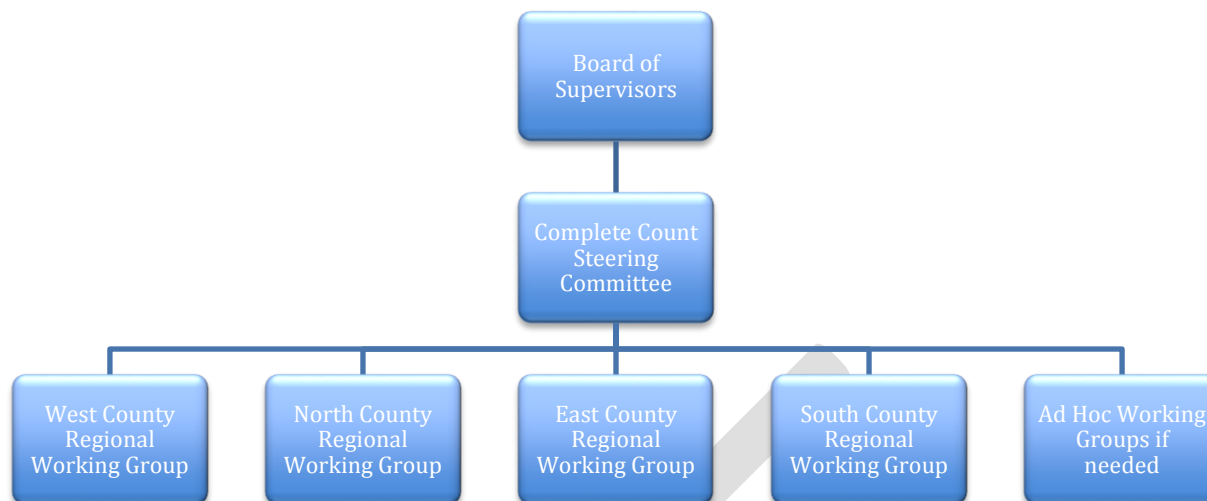 Board of
Supervisors
Complete Count
Steering
Committee
West County
Regional
Working Group
North County
Regional
Working Group
East County
Regional
Working Group
South County
Regional
Working Group
Ad Hoc Working
Groups if
needed